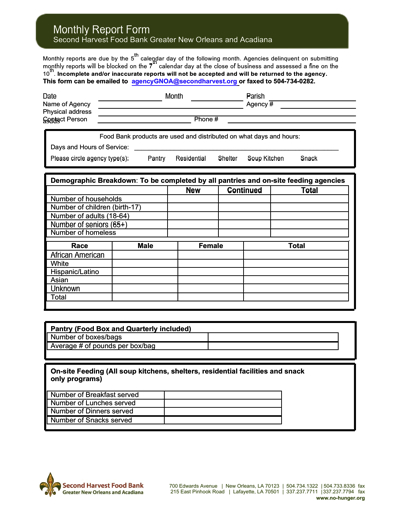 Monthly Report Form
Second Harvest Food Bank Greater New Orleans and Acadiana
Monthly reports are due by the 5th calendar day of the following month. Agencies delinquent on submitting
monthly reports will be blocked on the 7th calendar day at the close of business and assessed a fine on the
10th. Incomplete and/or inaccurate reports will not be accepted and will be returned to the agency.
This form can be emailed to agencyGNOA@secondharvest.org or faxed to 504-734-0282.
Date Month Parish
Name of Agency Agency #
Physical address
Contact Person Phone #
Food Bank products are used and distributed on what days and hours:
Days and Hours of Service:
Please circle agency type(s): Pantry Residential Shelter Soup Kitchen Snack
Demographic Breakdown: To be completed by all pantries and on-site feeding agencies
New Continued Total
Number of households
Number of children (birth-17)
Number of adults (18-64)
Number of seniors (65+)
Number of homeless
Race Male Female Total
African American
White
Hispanic/Latino
Asian
Unknown
Total
Pantry (Food Box and Quarterly included)
Number of boxes/bags
Average # of pounds per box/bag
On-site Feeding (All soup kitchens, shelters, residential facilities and snack
only programs)
Number of Breakfast served
Number of Lunches served
Number of Dinners served
Number of Snacks served
Second Harvest Food Bank
Greater New Orleans and Acadiana
700 Edwards Avenue | New Orleans, LA 70123 | 504.734.1322 | 504.733.8336 fax
215 East Pinhook Road | Lafayette, LA 70501 | 337.237.7711 | 337.237.7794 fax
www.no-hunger.org